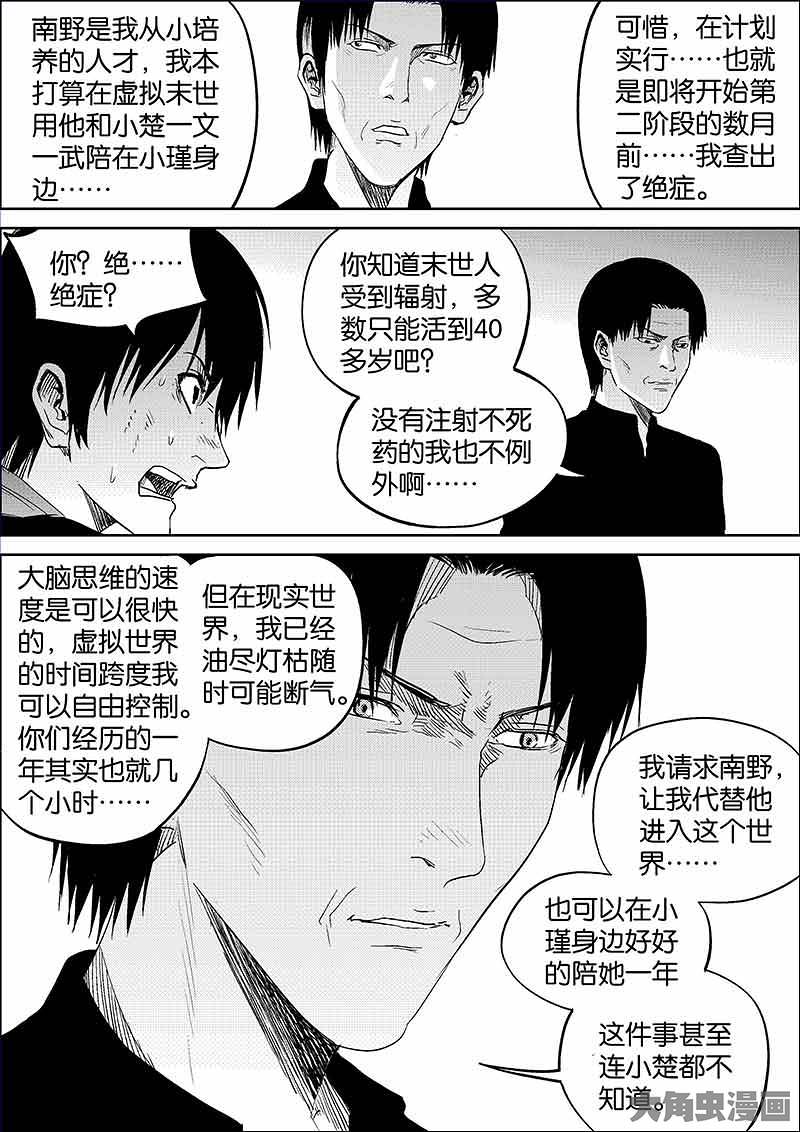 南野是我从小培
养的人才，我本
打算在虚拟末世
用他和小楚一文
一武陪在小瑾身
边……
可惜，在计划
实行……也就
是即将开始第
二阶段的数月
前……我查出
了绝症。
你？绝……
绝症？
你知道末世人
受到辐射，多
数只能活到40
多岁吧？
没有注射不死
药的我也不例
外啊……
大脑思维的速
度是可以很快
的，虚拟世界
的时间跨度我
可以自由控制。
你们经历的一
年其实也就几
个小时……
但在现实世
界，我已经
油尽灯枯随
时可能断气。
我请求南野，
让我代替他
进入这个世
界……
也可以在小
瑾身边好好
的陪她一年
这件事甚至
连小楚都不
知道。
大角虫漫画